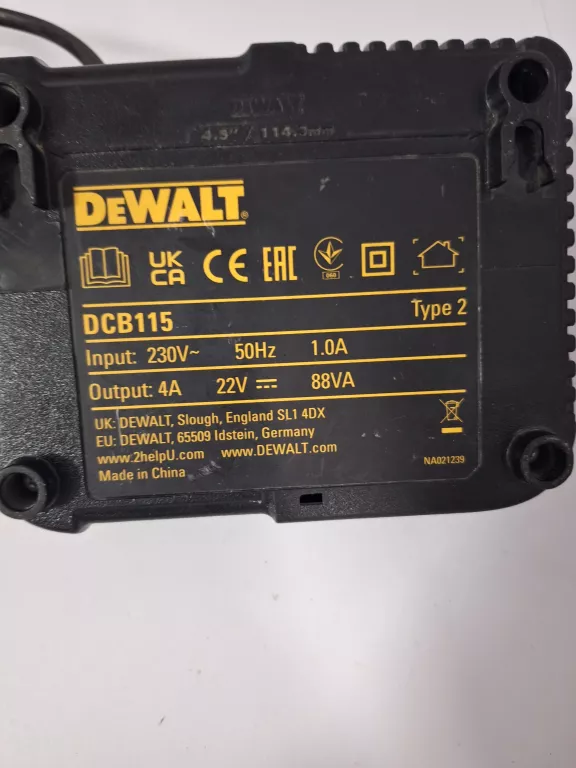 DEWALT
4.5" / 114.3mm
DEWALT®
UK CA CE EAC 060
DCB115 Type 2
Input: 230V~ 50Hz 1.0A
Output: 4A 22V ⎓ 88VA
UK: DEWALT, Slough, England SL1 4DX
EU: DEWALT, 65509 Idstein, Germany
www.2helpU.com www.DEWALT.com
Made in China
NA021239